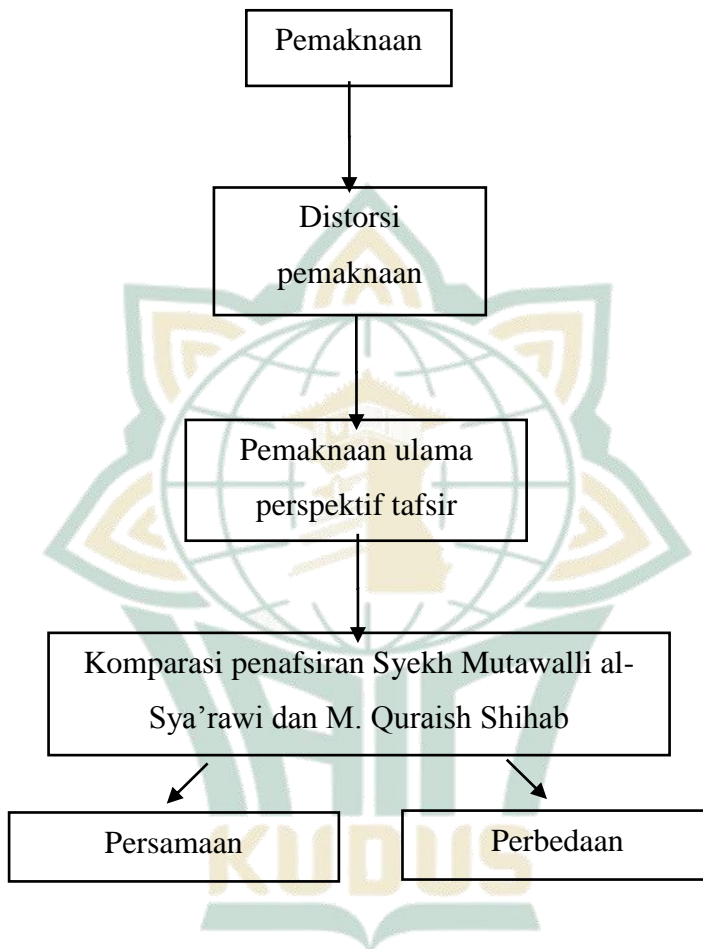 Pemaknaan
Distorsi
pemaknaan
Pemaknaan ulama
perspektif tafsir
Komparasi penafsiran Syekh Mutawalli al-
Sya’rawi dan M. Quraish Shihab
Persamaan
Perbedaan
KUDUS